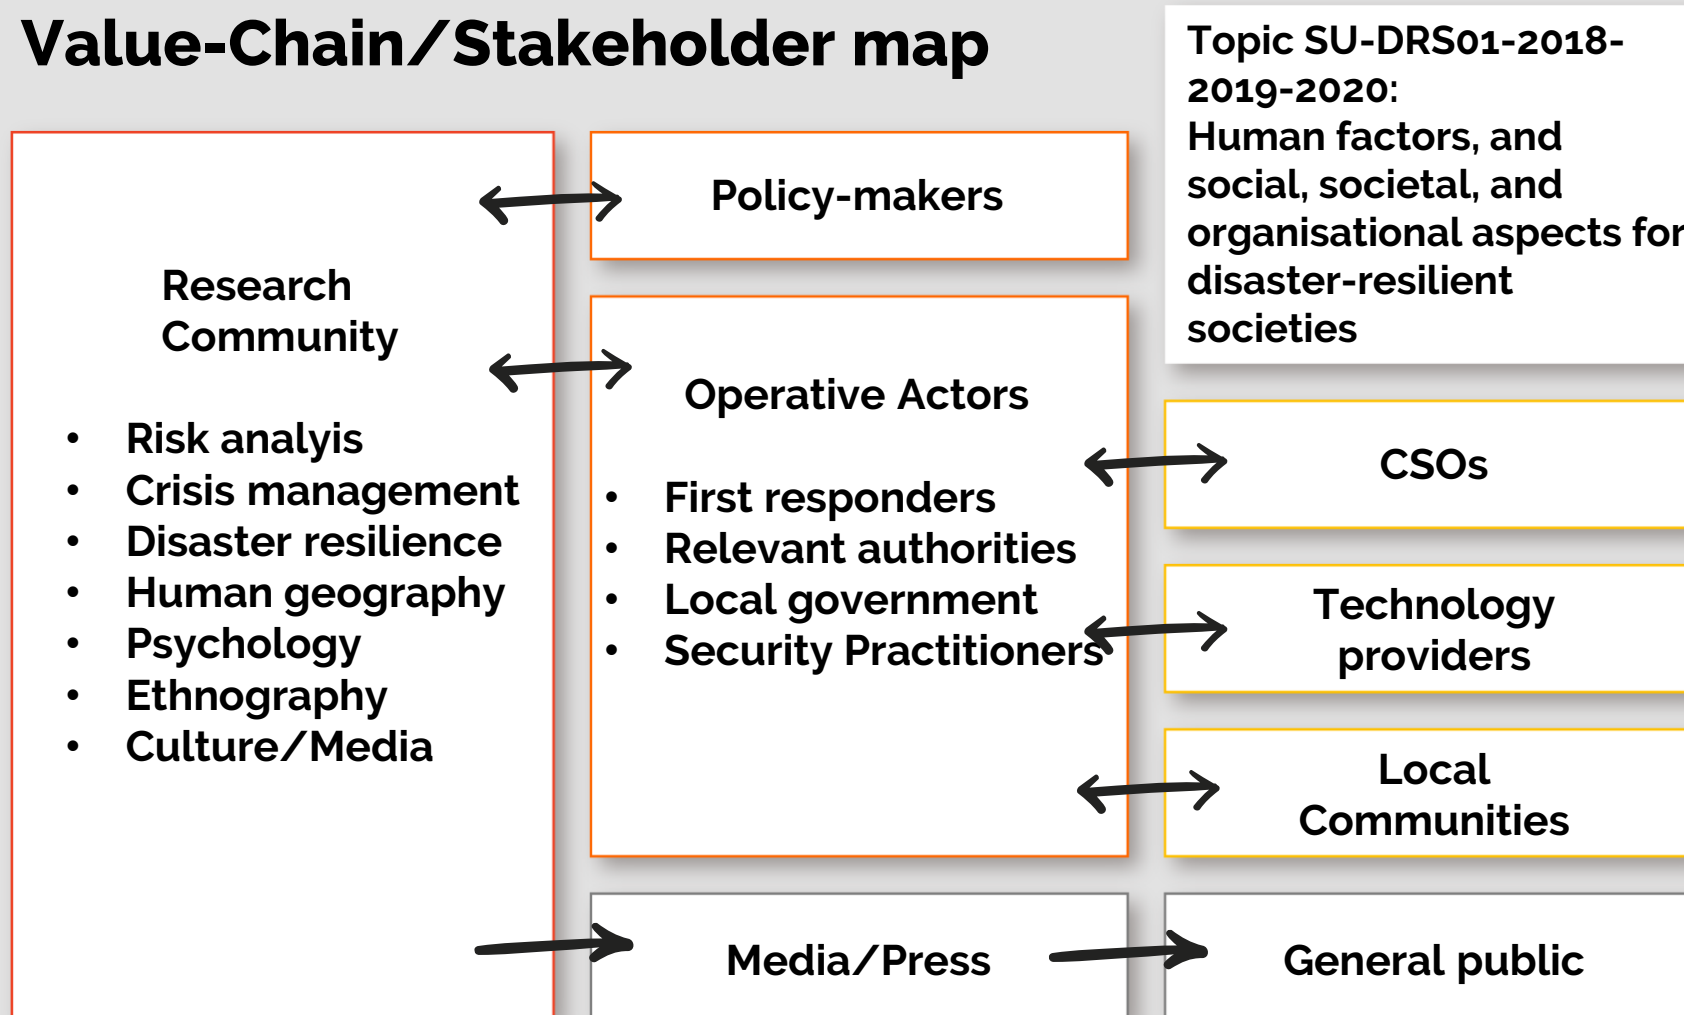 Value-Chain/Stakeholder map
Topic SU-DRS01-2018-
2019-2020:
Human factors, and
social, societal, and
organisational aspects for
disaster-resilient
societies
Research
Community
• Risk analyis
• Crisis management
• Disaster resilience
• Human geography
• Psychology
• Ethnography
• Culture/Media
Policy-makers
Operative Actors
• First responders
• Relevant authorities
• Local government
• Security Practitioners
CSOs
Technology
providers
Local
Communities
Media/Press
General public